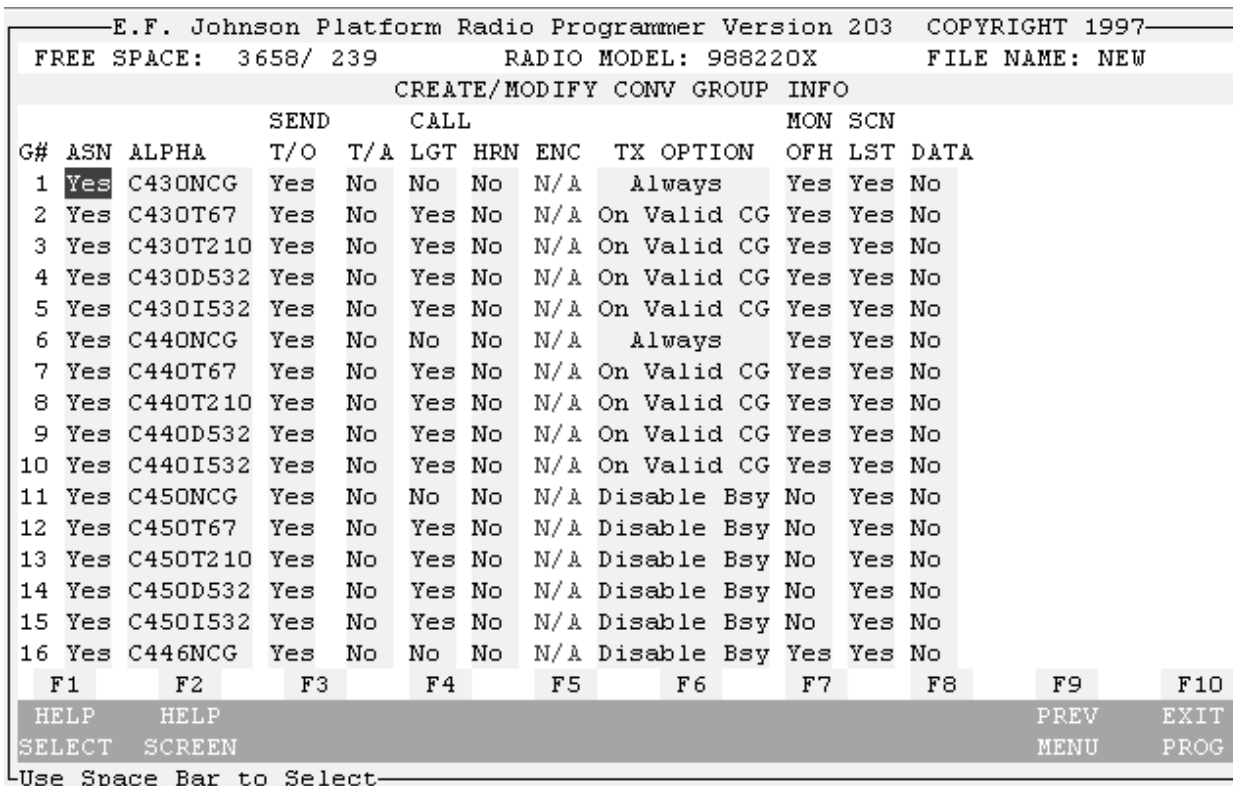 E.F. Johnson Platform Radio Programmer Version 203 COPYRIGHT 1997
FREE SPACE: 3658/ 239 RADIO MODEL: 988220X FILE NAME: NEW
CREATE/MODIFY CONV GROUP INFO
SEND CALL MON SCN
G# ASN ALPHA T/O T/A LGT HRN ENC TX OPTION OFH LST DATA
1 Yes C430NCG Yes No No No N/A Always Yes Yes No
2 Yes C430T67 Yes No Yes No N/A On Valid CG Yes Yes No
3 Yes C430T210 Yes No Yes No N/A On Valid CG Yes Yes No
4 Yes C430D532 Yes No Yes No N/A On Valid CG Yes Yes No
5 Yes C430I532 Yes No Yes No N/A On Valid CG Yes Yes No
6 Yes C440NCG Yes No No No N/A Always Yes Yes No
7 Yes C440T67 Yes No Yes No N/A On Valid CG Yes Yes No
8 Yes C440T210 Yes No Yes No N/A On Valid CG Yes Yes No
9 Yes C440D532 Yes No Yes No N/A On Valid CG Yes Yes No
10 Yes C440I532 Yes No Yes No N/A On Valid CG Yes Yes No
11 Yes C450NCG Yes No No No N/A Disable Bsy No Yes No
12 Yes C450T67 Yes No Yes No N/A Disable Bsy No Yes No
13 Yes C450T210 Yes No Yes No N/A Disable Bsy No Yes No
14 Yes C450D532 Yes No Yes No N/A Disable Bsy No Yes No
15 Yes C450I532 Yes No Yes No N/A Disable Bsy No Yes No
16 Yes C446NCG Yes No No No N/A Disable Bsy Yes Yes No
F1 F2 F3 F4 F5 F6 F7 F8 F9 F10
HELP HELP PREV EXIT
SELECT SCREEN MENU PROG
Use Space Bar to Select